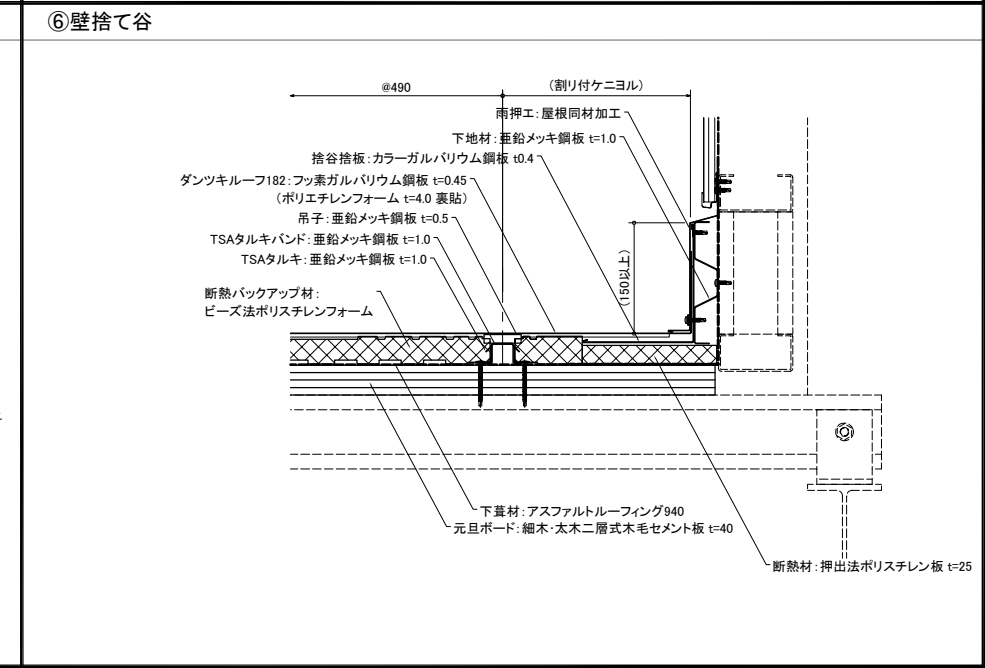 ⑥壁捨て谷
@490
(割り付ケニヨル)
雨押エ:屋根同材加工
下地材:亜鉛メッキ鋼板 t=1.0
捨谷捨板:カラーガルバリウム鋼板 t0.4
ダンツキルーフ182:フッ素ガルバリウム鋼板 t=0.45
(ポリエチレンフォーム t=4.0 裏貼)
吊子:亜鉛メッキ鋼板 t=0.5
TSAタルキバンド:亜鉛メッキ鋼板 t=1.0
TSAタルキ:亜鉛メッキ鋼板 t=1.0
断熱バックアップ材:
ビーズ法ポリスチレンフォーム
(150以上)
下葺材:アスファルトルーフィング940
元旦ボード:細木・太木二層式木毛セメント板 t=40
断熱材:押出法ポリスチレン板 t=25